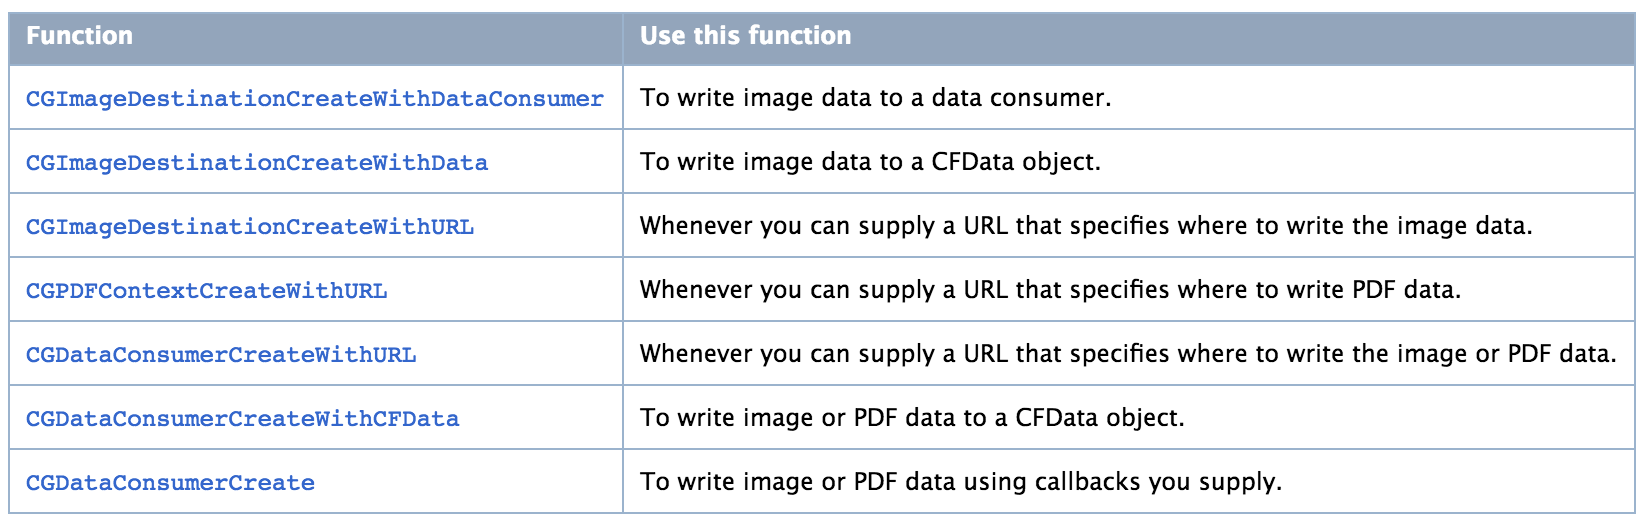 Function Use this function
CGImageDestinationCreateWithDataConsumer To write image data to a data consumer.
CGImageDestinationCreateWithData To write image data to a CFData object.
CGImageDestinationCreateWithURL Whenever you can supply a URL that specifies where to write the image data.
CGPDFContextCreateWithURL Whenever you can supply a URL that specifies where to write PDF data.
CGDataConsumerCreateWithURL Whenever you can supply a URL that specifies where to write the image or PDF data.
CGDataConsumerCreateWithCFData To write image or PDF data to a CFData object.
CGDataConsumerCreate To write image or PDF data using callbacks you supply.